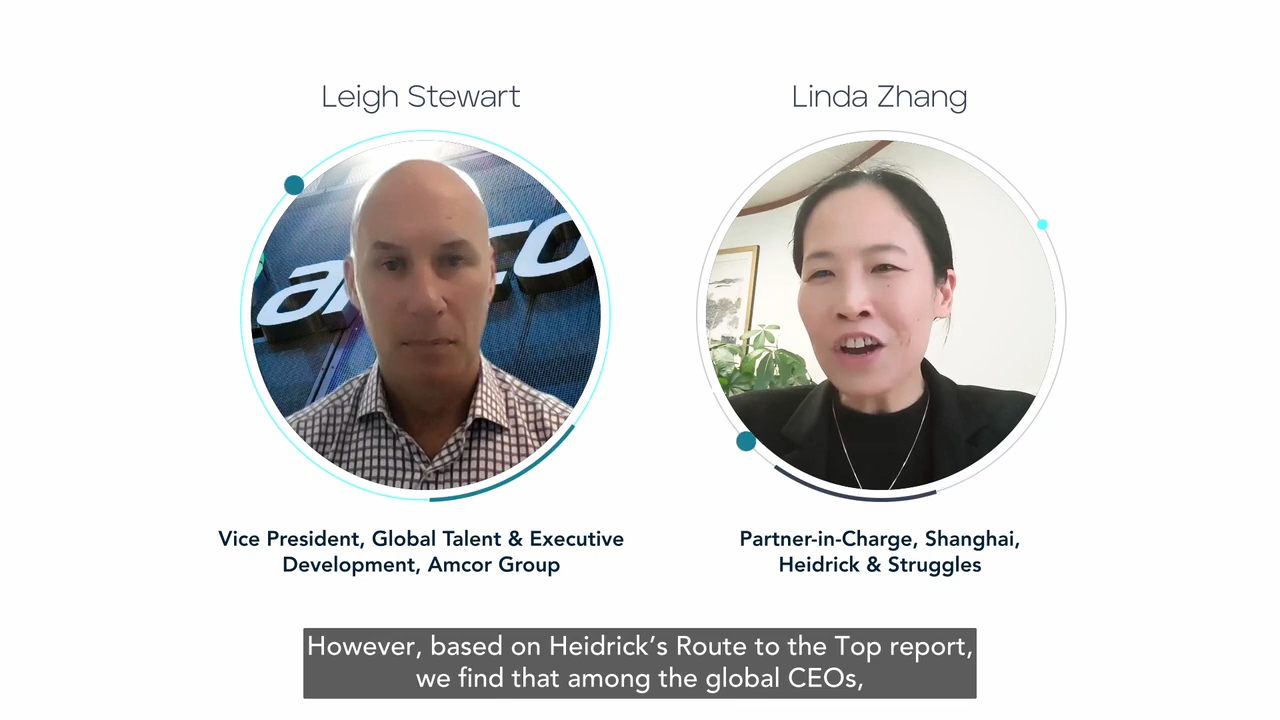 Leigh Stewart
Linda Zhang
amco
Vice President, Global Talent & Executive
Development, Amcor Group
Partner-in-Charge, Shanghai,
Heidrick & Struggles
However, based on Heidrick’s Route to the Top report,
we find that among the global CEOs,